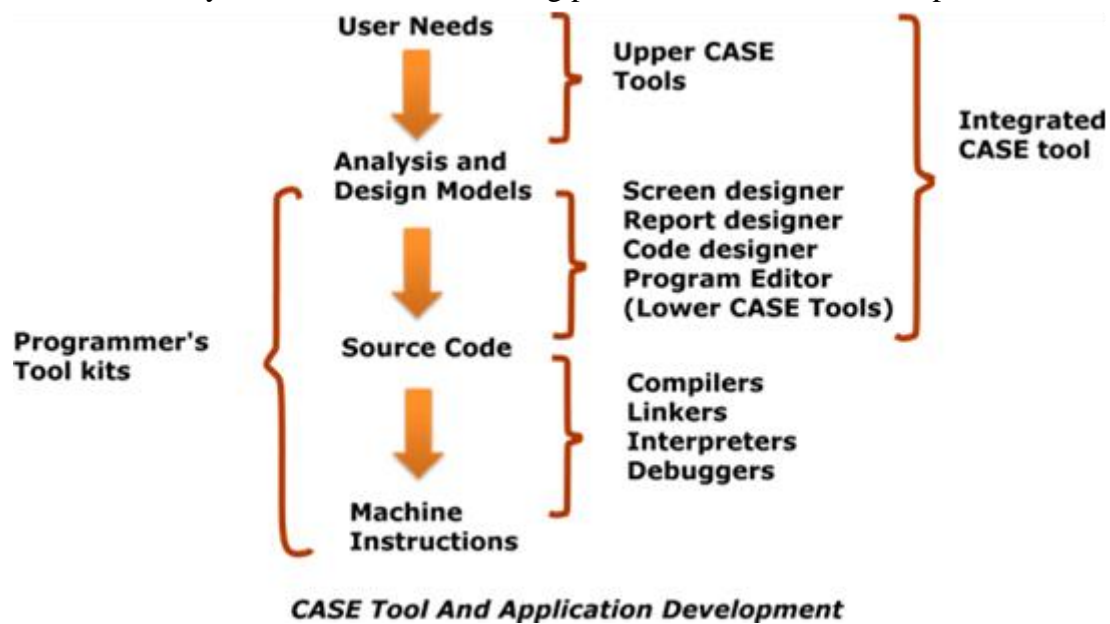 User Needs
Upper CASE
Tools
Integrated
CASE tool
Analysis and
Design Models
Screen designer
Report designer
Code designer
Program Editor
(Lower CASE Tools)
Programmer's
Tool kits
Source Code
Compilers
Linkers
Interpreters
Debuggers
Machine
Instructions
CASE Tool And Application Development